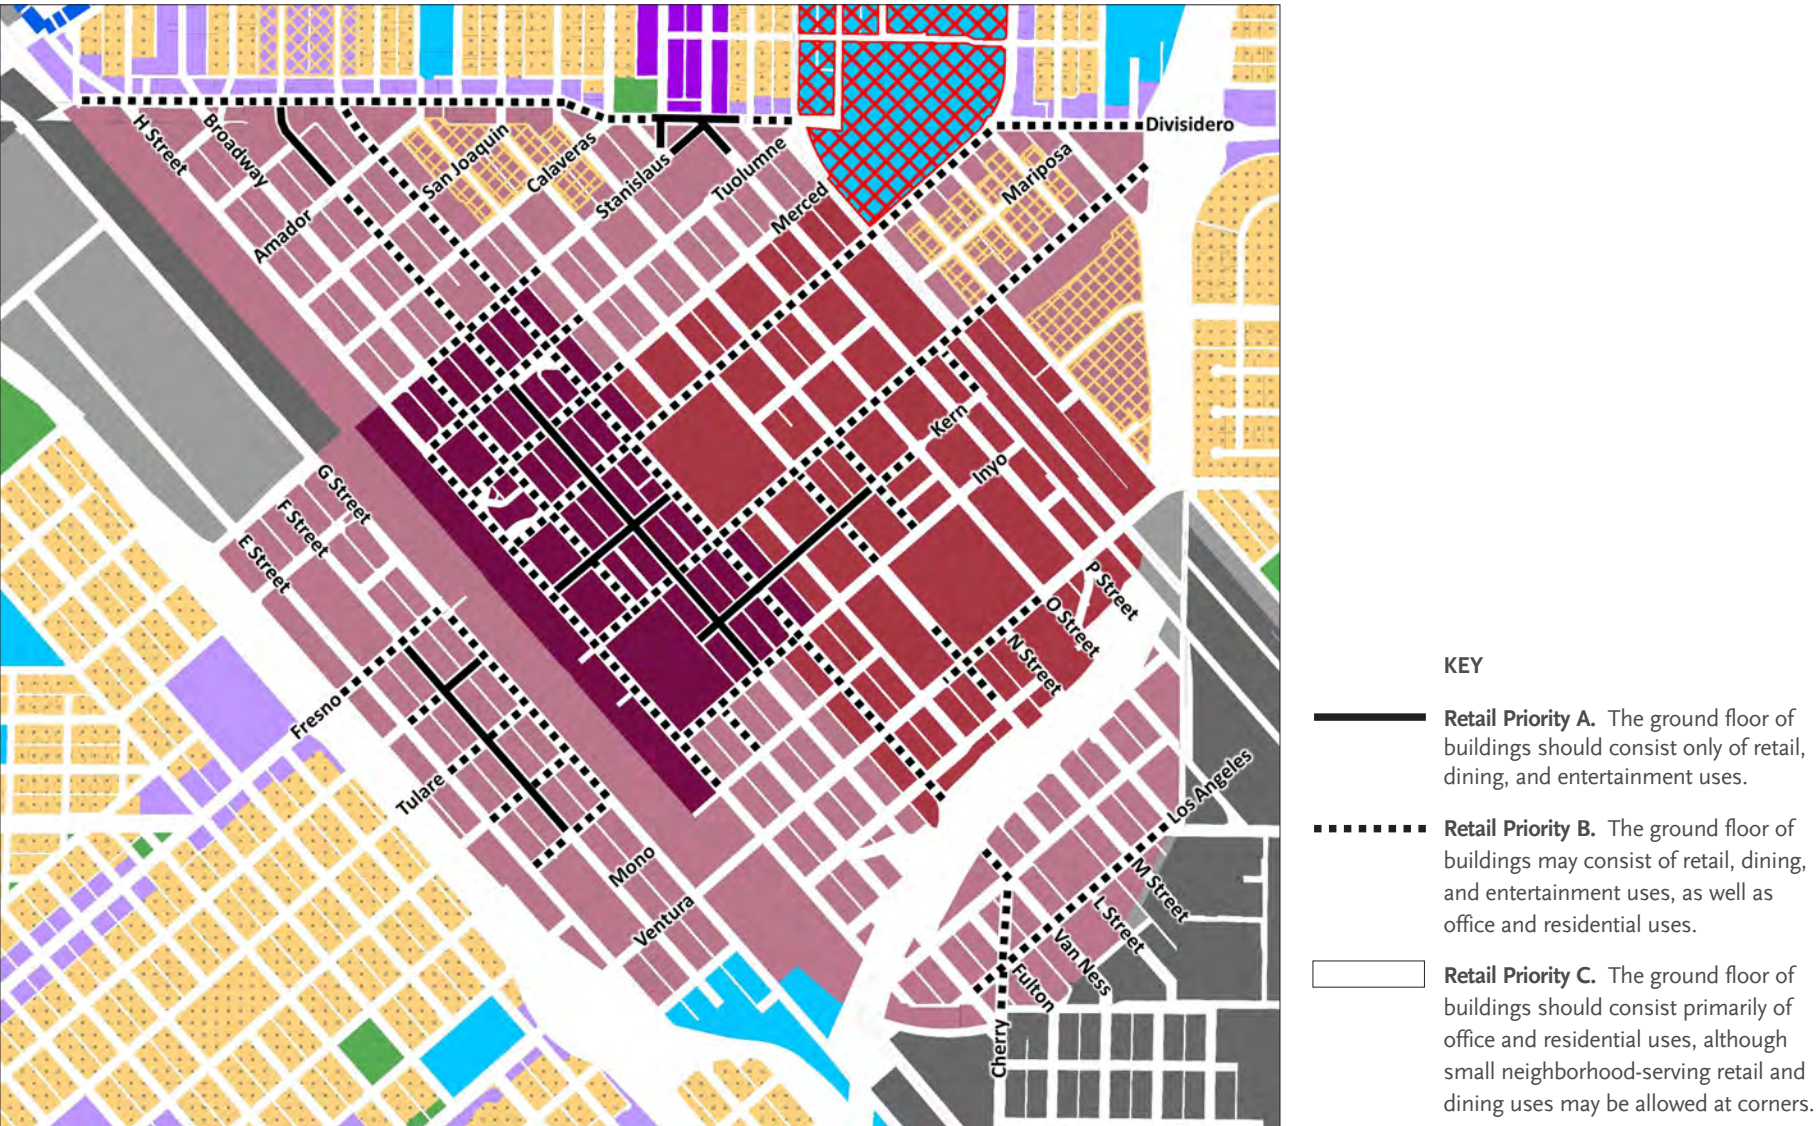 Divisidero
H Street
Broadway
San Joaquin
Calaveras
Stanislaus
Tuolumne
Merced
Mariposa
Amador
Kern
Inyo
G Street
F Street
E Street
P Street
O Street
N Street
Fresno
Tulare
Mono
Ventura
Los Angeles
M Street
L Street
Van Ness
Fulton
Cherry
KEY
Retail Priority A. The ground floor of
buildings should consist only of retail,
dining, and entertainment uses.
Retail Priority B. The ground floor of
buildings may consist of retail, dining,
and entertainment uses, as well as
office and residential uses.
Retail Priority C. The ground floor of
buildings should consist primarily of
office and residential uses, although
small neighborhood-serving retail and
dining uses may be allowed at corners.